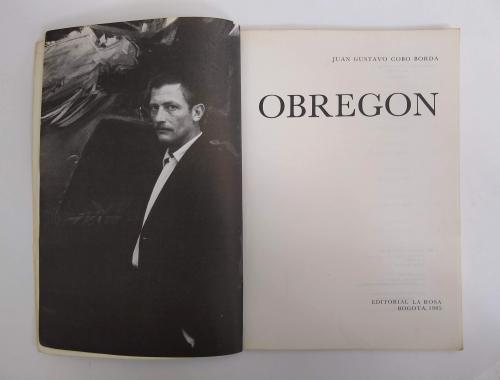 JUAN GUSTAVO COBO BORDA
OBREGON
EDITORIAL LA ROSA
BOGOTA, 1985